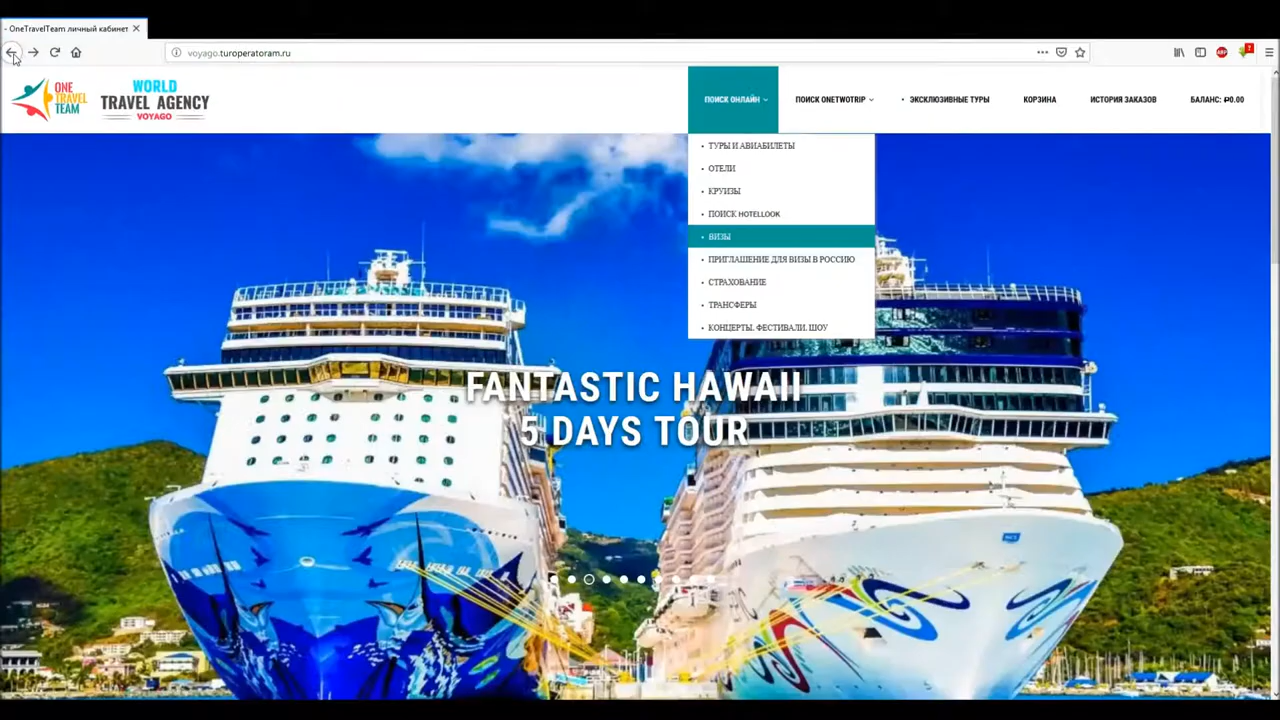 - OneTravelTeam личный кабинет
voyago.turoperatoram.ru
ONE
TRAVEL
TEAM
WORLD
TRAVEL AGENCY
VOYAGO
ПОИСК ОНЛАЙН
ПОИСК ONETWOTRIP
ЭКСКЛЮЗИВНЫЕ ТУРЫ
КОРЗИНА
ИСТОРИЯ ЗАКАЗОВ
БАЛАНС: ₽0.00
ТУРЫ И АВИАБИЛЕТЫ
ОТЕЛИ
КРУИЗЫ
ПОИСК HOTELLOOK
ВИЗЫ
ПРИГЛАШЕНИЕ ДЛЯ ВИЗЫ В РОССИЮ
СТРАХОВАНИЕ
ТРАНСФЕРЫ
КОНЦЕРТЫ. ФЕСТИВАЛИ. ШОУ
FANTASTIC HAWAII
5 DAYS TOUR